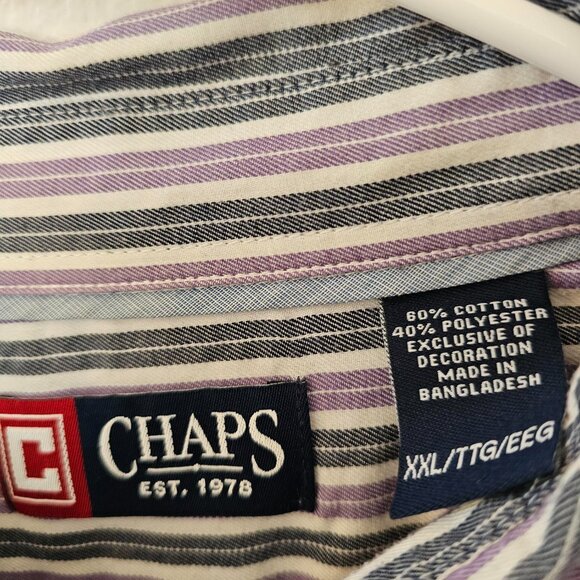 60% COTTON
40% POLYESTER
EXCLUSIVE OF
DECORATION
MADE IN
BANGLADESH
XXL/TTG/EEG
C
CHAPS
EST. 1978